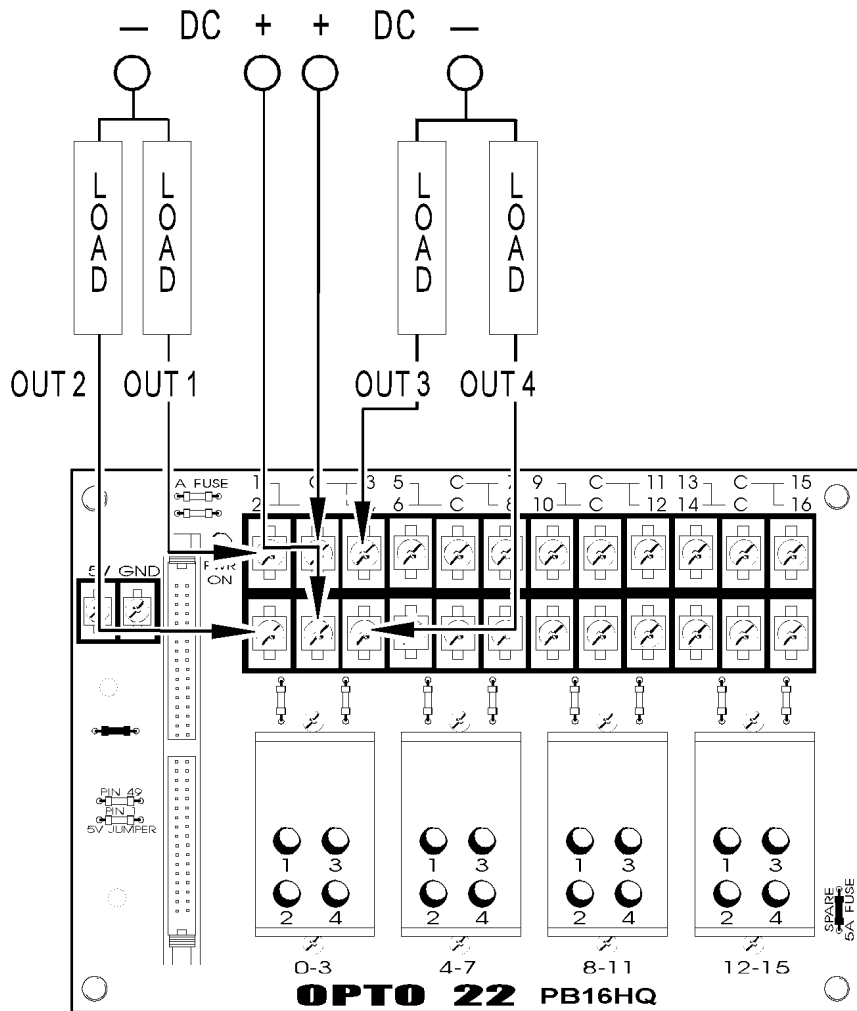 − DC + + DC −
LOAD LOAD LOAD LOAD
OUT 2 OUT 1 OUT 3 OUT 4
A FUSE
1 C 3 5 C 7 9 C 11 13 C 15
2 6 C 8 10 C 12 14 C 16
5V GND
PWR
ON
PIN 49
PIN 1
5V JUMPER
1 3 1 3 1 3 1 3
2 4 2 4 2 4 2 4
SPARE
5A FUSE
0-3 4-7 8-11 12-15
OPTO 22 PB16HQ